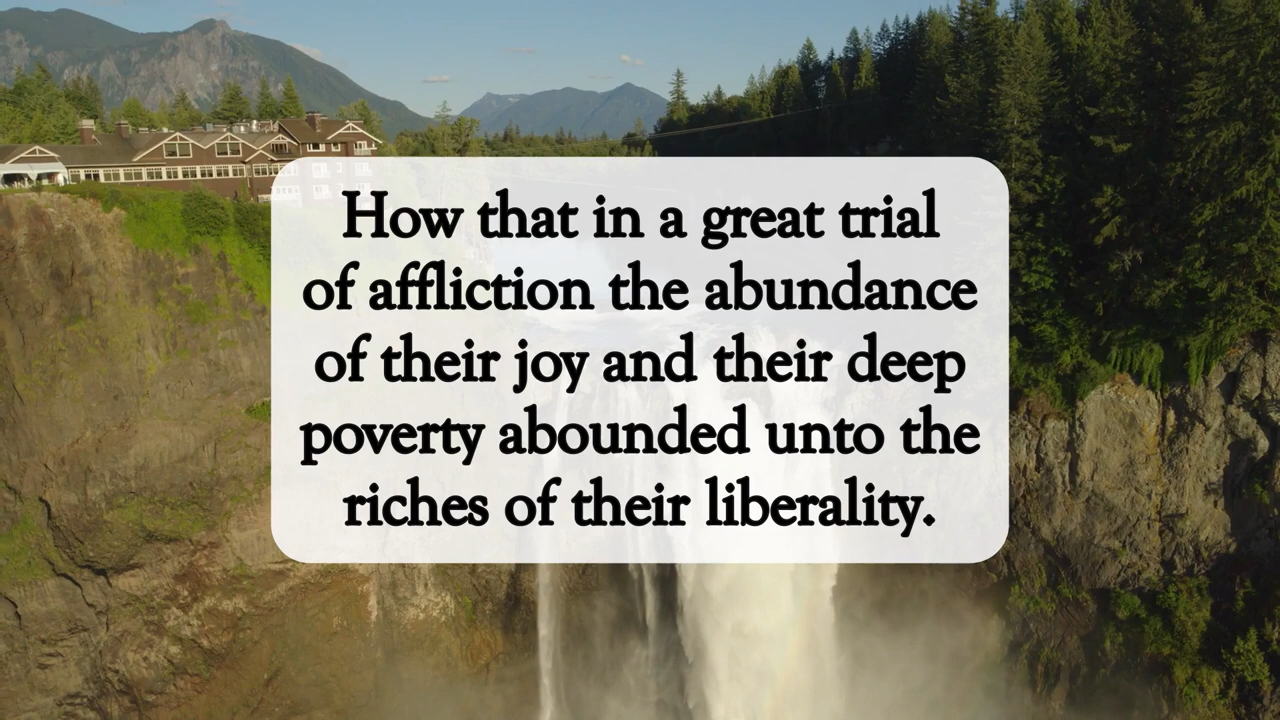 How that in a great trial
of affliction the abundance
of their joy and their deep
poverty abounded unto the
riches of their liberality.